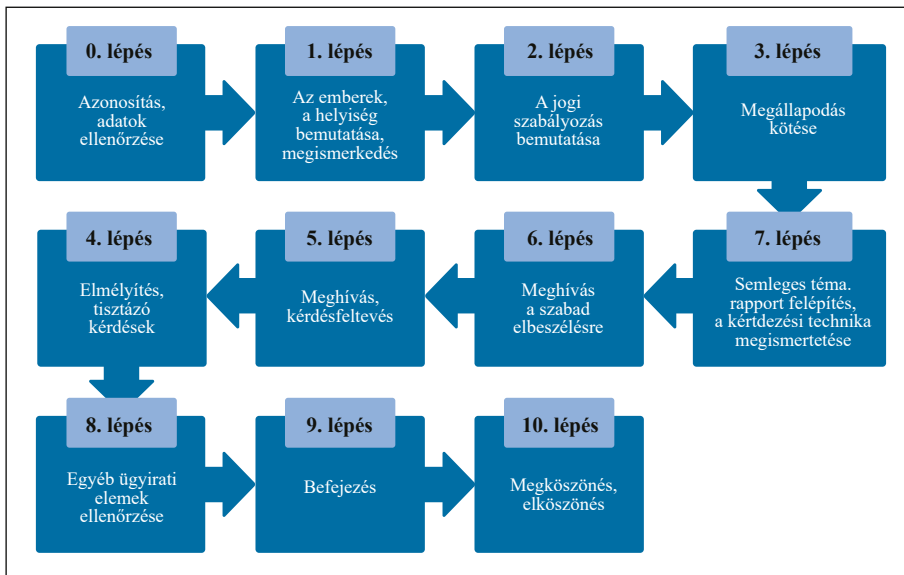 0. lépés
Azonosítás,
adatok
ellenőrzése
1. lépés
Az emberek,
a helyiség
bemutatása,
megismerkedés
2. lépés
A jogi
szabályozás
bemutatása
3. lépés
Megállapodás
kötése
4. lépés
Elmélyítés,
tisztázó
kérdések
5. lépés
Meghívás,
kérdésfeltevés
6. lépés
Meghívás
a szabad
elbeszélésre
7. lépés
Semleges téma.
rapport felépítés,
a kértdezési technika
megismertetése
8. lépés
Egyéb ügyirati
elemek
ellenőrzése
9. lépés
Befejezés
10. lépés
Megköszönés,
elköszönés